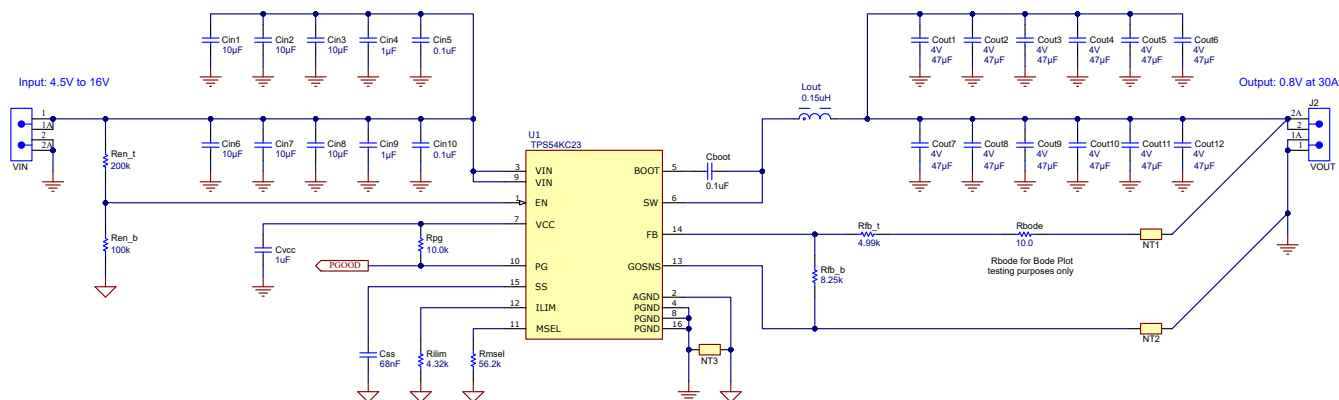 Cin1
10µF
Cin2
10µF
Cin3
10µF
Cin4
1µF
Cin5
0.1uF
Cout1
4V
47µF
Cout2
4V
47µF
Cout3
4V
47µF
Cout4
4V
47µF
Cout5
4V
47µF
Cout6
4V
47µF
Input: 4.5V to 16V
Output: 0.8V at 30A
Lout
0.15uH
1
1A
2
2A
VIN
J2
2A
2
1A
1
VOUT
Ren_t
200k
Cin6
10µF
Cin7
10µF
Cin8
10µF
Cin9
1µF
Cin10
0.1uF
Cout7
4V
47µF
Cout8
4V
47µF
Cout9
4V
47µF
Cout10
4V
47µF
Cout11
4V
47µF
Cout12
4V
47µF
U1
TPS54KC23
Cboot
0.1uF
3 VIN
9 VIN
1 EN
7 VCC
10 PG
15 SS
12 ILIM
11 MSEL
BOOT 5
SW 6
FB 14
GOSNS 13
AGND 2
PGND 4
PGND 8
PGND 16
Ren_b
100k
Cvcc
1uF
Rpg
10.0k
PGOOD
Rfb_t
4.99k
Rbode
10.0
NT1
Rbode for Bode Plot
testing purposes only
Rfb_b
8.25k
NT2
NT3
Css
68nF
Rilim
4.32k
Rmsel
56.2k